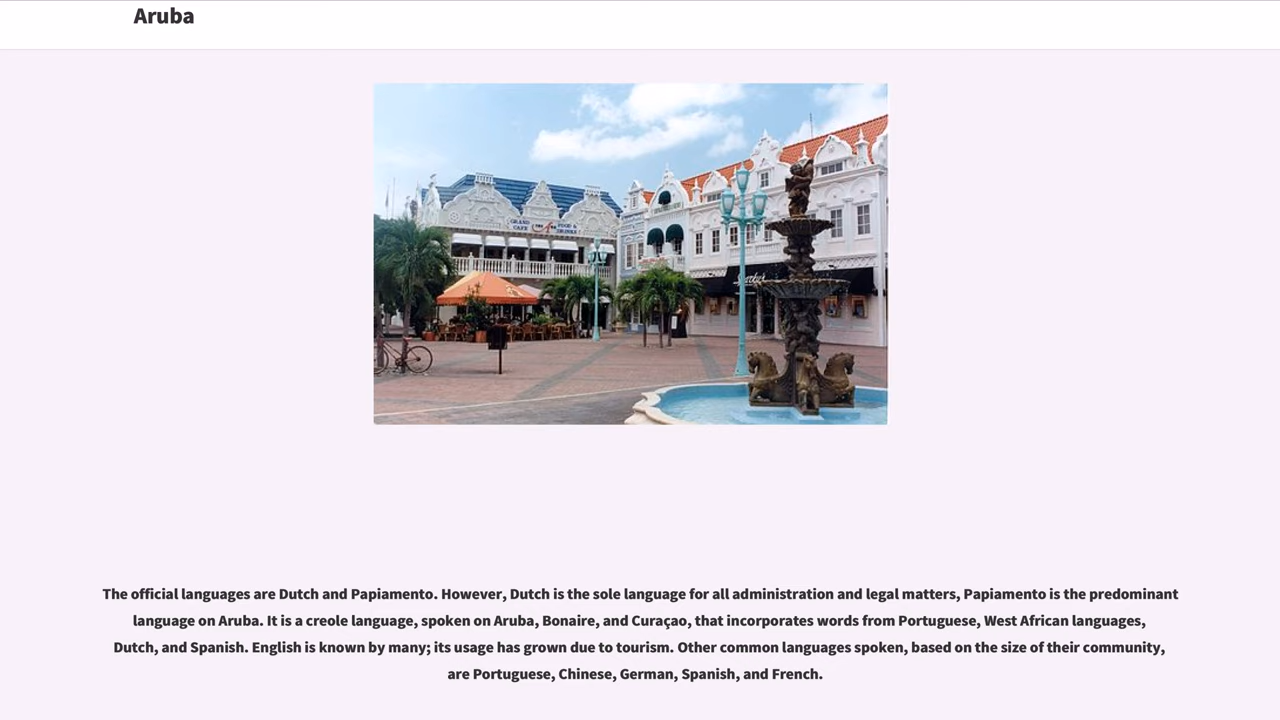 Aruba
GRAND CAFE
FOOD & DRINKS
The official languages are Dutch and Papiamento. However, Dutch is the sole language for all administration and legal matters, Papiamento is the predominant
language on Aruba. It is a creole language, spoken on Aruba, Bonaire, and Curaçao, that incorporates words from Portuguese, West African languages,
Dutch, and Spanish. English is known by many; its usage has grown due to tourism. Other common languages spoken, based on the size of their community,
are Portuguese, Chinese, German, Spanish, and French.